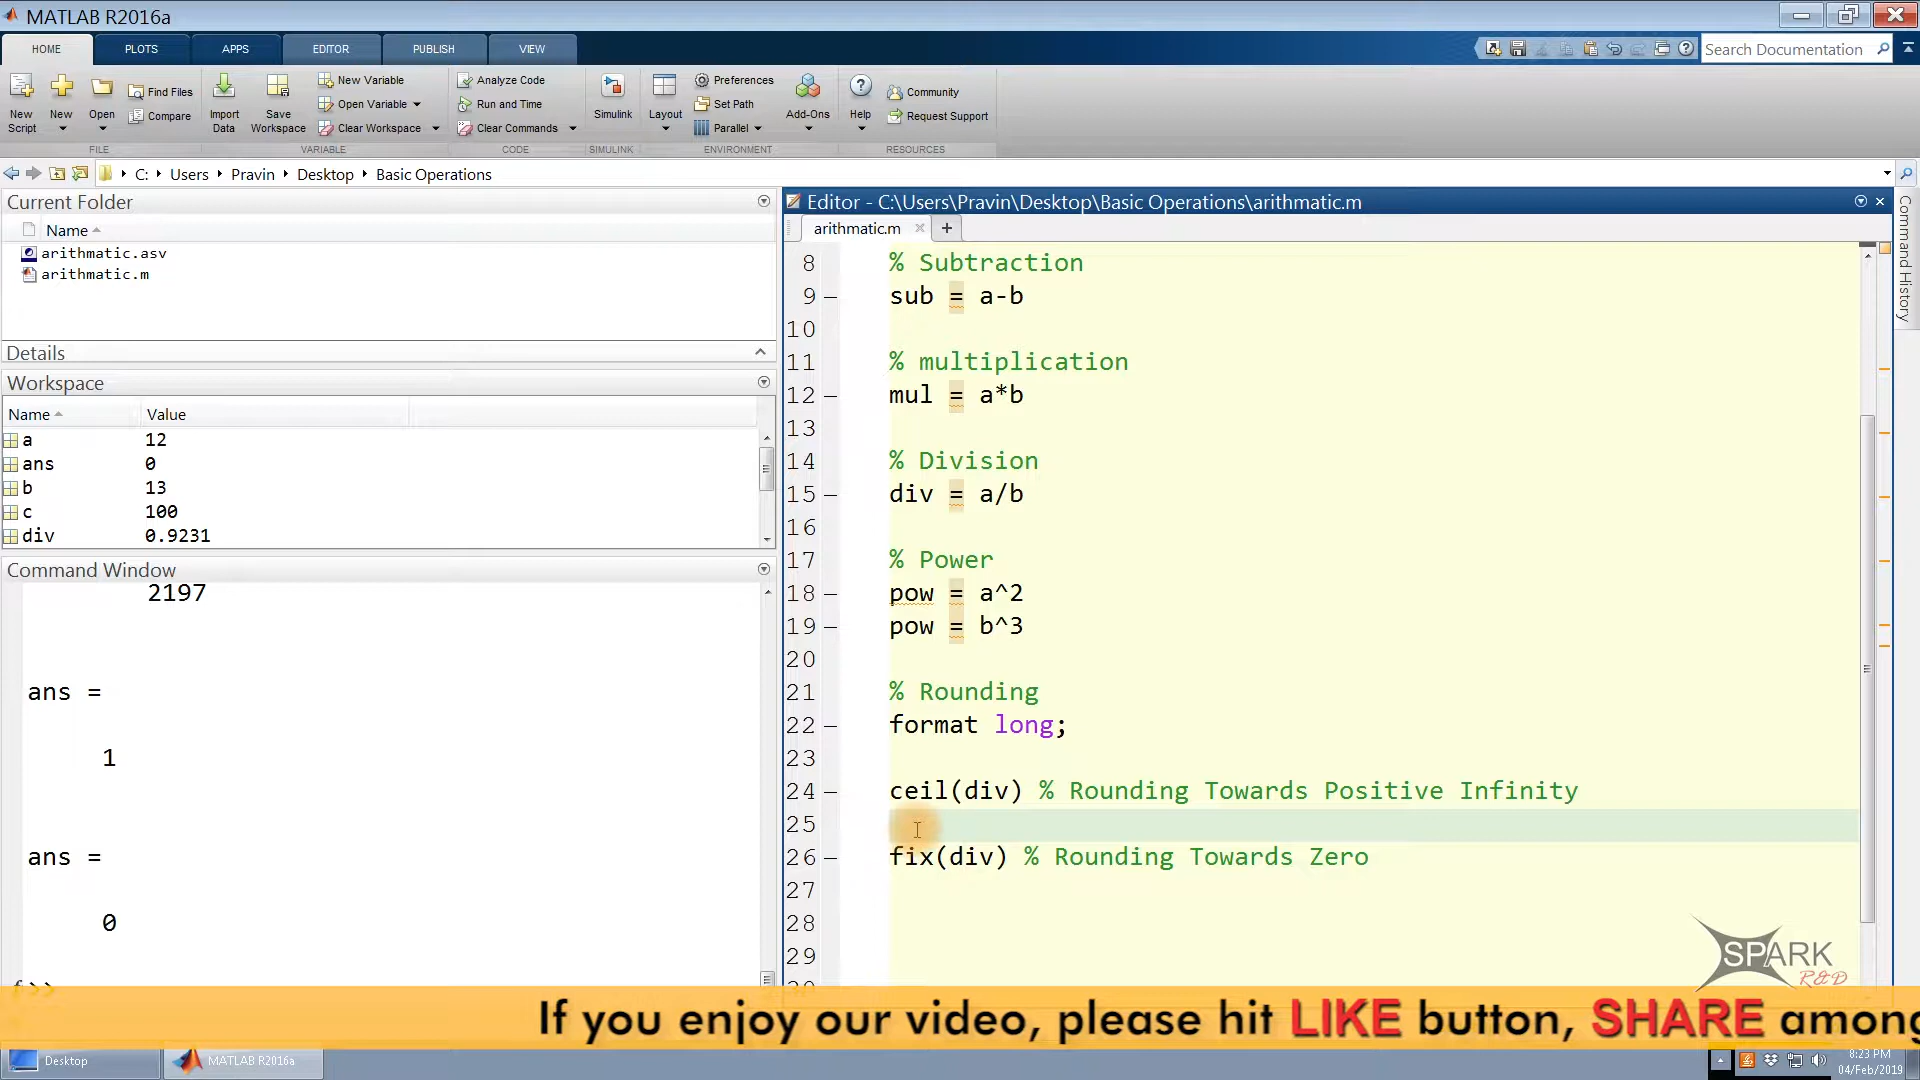 MATLAB R2016a
HOME PLOTS APPS EDITOR PUBLISH VIEW
Search Documentation
New Script
New
Open
Find Files
Compare
Import Data
Save Workspace
New Variable
Open Variable
Clear Workspace
Analyze Code
Run and Time
Clear Commands
Simulink
Layout
Preferences
Set Path
Parallel
Add-Ons
Help
Community
Request Support
FILE VARIABLE CODE SIMULINK ENVIRONMENT RESOURCES
C: Users Pravin Desktop Basic Operations
Current Folder
Name
arithmatic.asv
arithmatic.m
Details
Workspace
Name Value
a 12
ans 0
b 13
c 100
div 0.9231
Command Window
2197
ans =
1
ans =
0
>>
Editor - C:\Users\Pravin\Desktop\Basic Operations\arithmatic.m
arithmatic.m
8 % Subtraction
9 – sub = a-b
10
11 % multiplication
12 – mul = a*b
13
14 % Division
15 – div = a/b
16
17 % Power
18 – pow = a^2
19 – pow = b^3
20
21 % Rounding
22 – format long;
23
24 – ceil(div) % Rounding Towards Positive Infinity
25
26 – fix(div) % Rounding Towards Zero
27
28
29
Command History
SPARK
R&D
If you enjoy our video, please hit LIKE button, SHARE among
Desktop
MATLAB R2016a
8:23 PM
04/Feb/2019